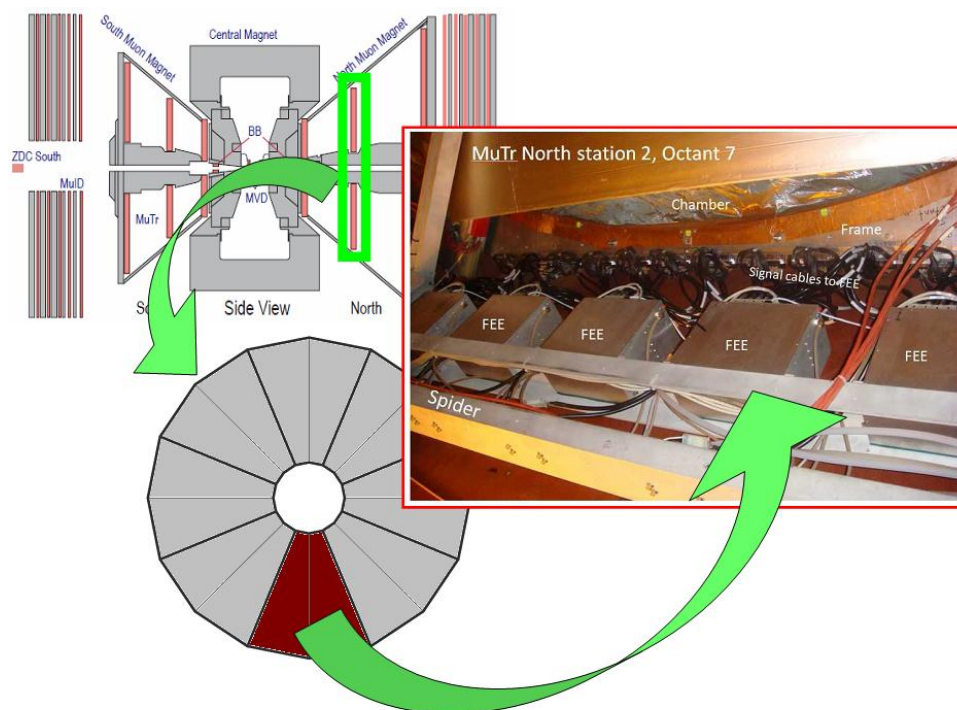 South Muon Magnet
Central Magnet
North Muon Magnet
BB
ZDC South
MuID
MVD
MuTr
Side View
North
MuTr North station 2, Octant 7
Chamber
Frame
Signal cables to FEE
FEE
FEE
FEE
FEE
Spider